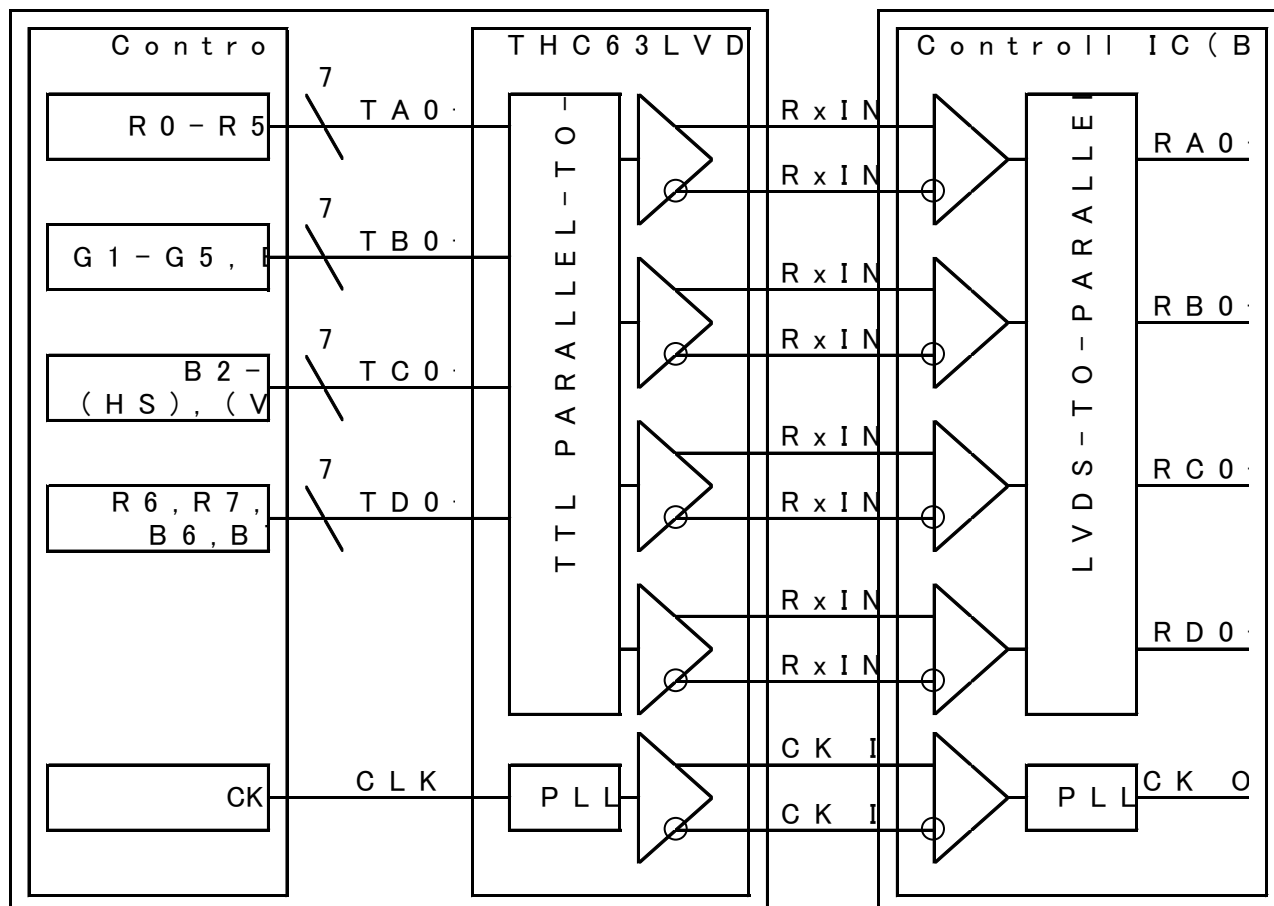 Contro
THC63LVD
Controll IC(B
7
TA0-
R0-R5
TTL PARALLEL-TO-
RxIN
RxIN
LVDS-TO-PARALLE
RA0-
7
TB0-
G1-G5,
RxIN
RxIN
RB0-
7
TC0-
B2-
(HS),(V
RxIN
RxIN
RC0-
7
TD0-
R6,R7,
B6,B
RxIN
RxIN
RD0-
CK
CLK
PLL
CK I
CK I
PLL
CK O